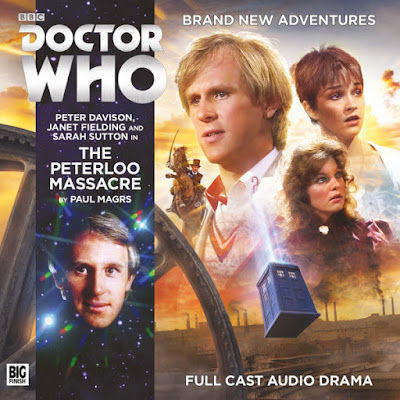 BBC
DOCTOR
WHO
PETER DAVISON,
JANET FIELDING AND
SARAH SUTTON IN
THE
PETERLOO
MASSACRE
BY PAUL MAGRS
BIG
FINISH
BRAND NEW ADVENTURES
FULL CAST AUDIO DRAMA